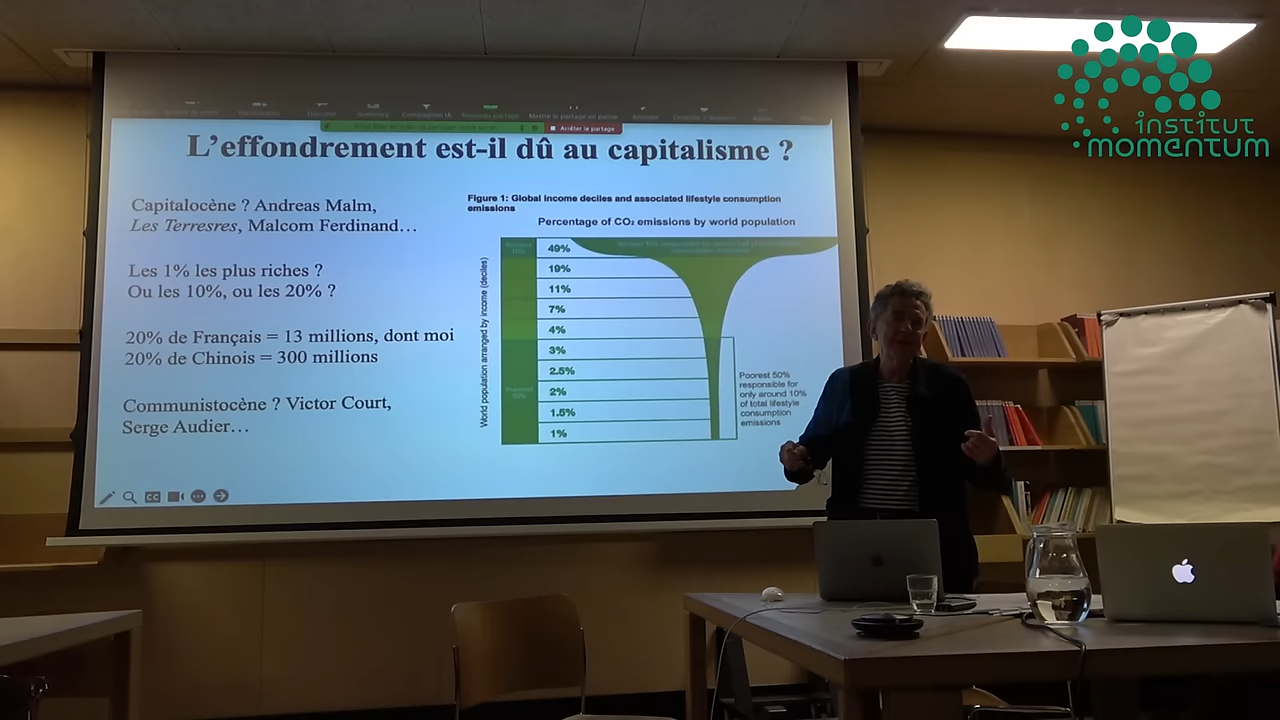 institut
momentum
Arrêter le partage
L'effondrement est-il dû au capitalisme ?
Capitalocène ? Andreas Malm,
Les Terresres, Malcom Ferdinand…
Les 1% les plus riches ?
Ou les 10%, ou les 20% ?
20% de Français = 13 millions, dont moi
20% de Chinois = 300 millions
Communistocène ? Victor Court,
Serge Audier…
Figure 1: Global income deciles and associated lifestyle consumption
emissions
Percentage of CO₂ emissions by world population
World population arranged by income (deciles)
49%
19%
11%
7%
4%
3%
2.5%
2%
1.5%
1%
Poorest 50%
responsible for
only around 10%
of total lifestyle
consumption
emissions
CC